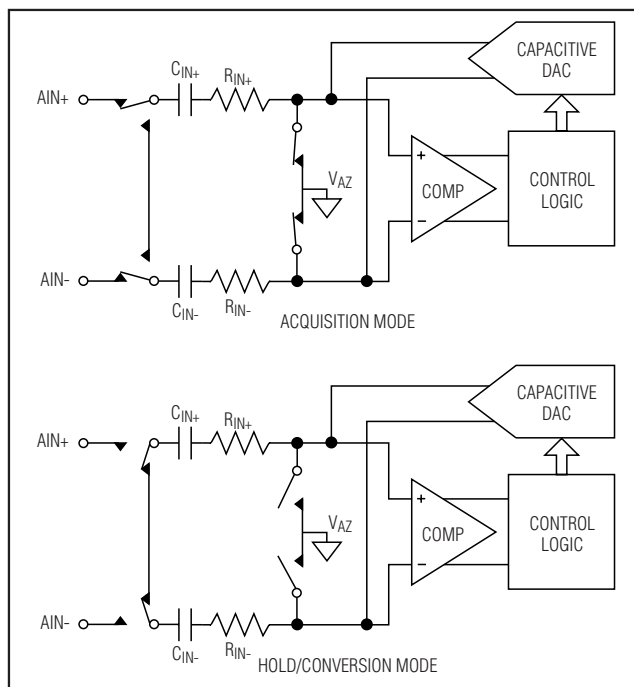 CIN+
RIN+
AIN+
CAPACITIVE
DAC
VAZ
+
COMP
−
CONTROL
LOGIC
AIN-
CIN-
RIN-
ACQUISITION MODE
CIN+
RIN+
AIN+
CAPACITIVE
DAC
VAZ
+
COMP
−
CONTROL
LOGIC
AIN-
CIN-
RIN-
HOLD/CONVERSION MODE